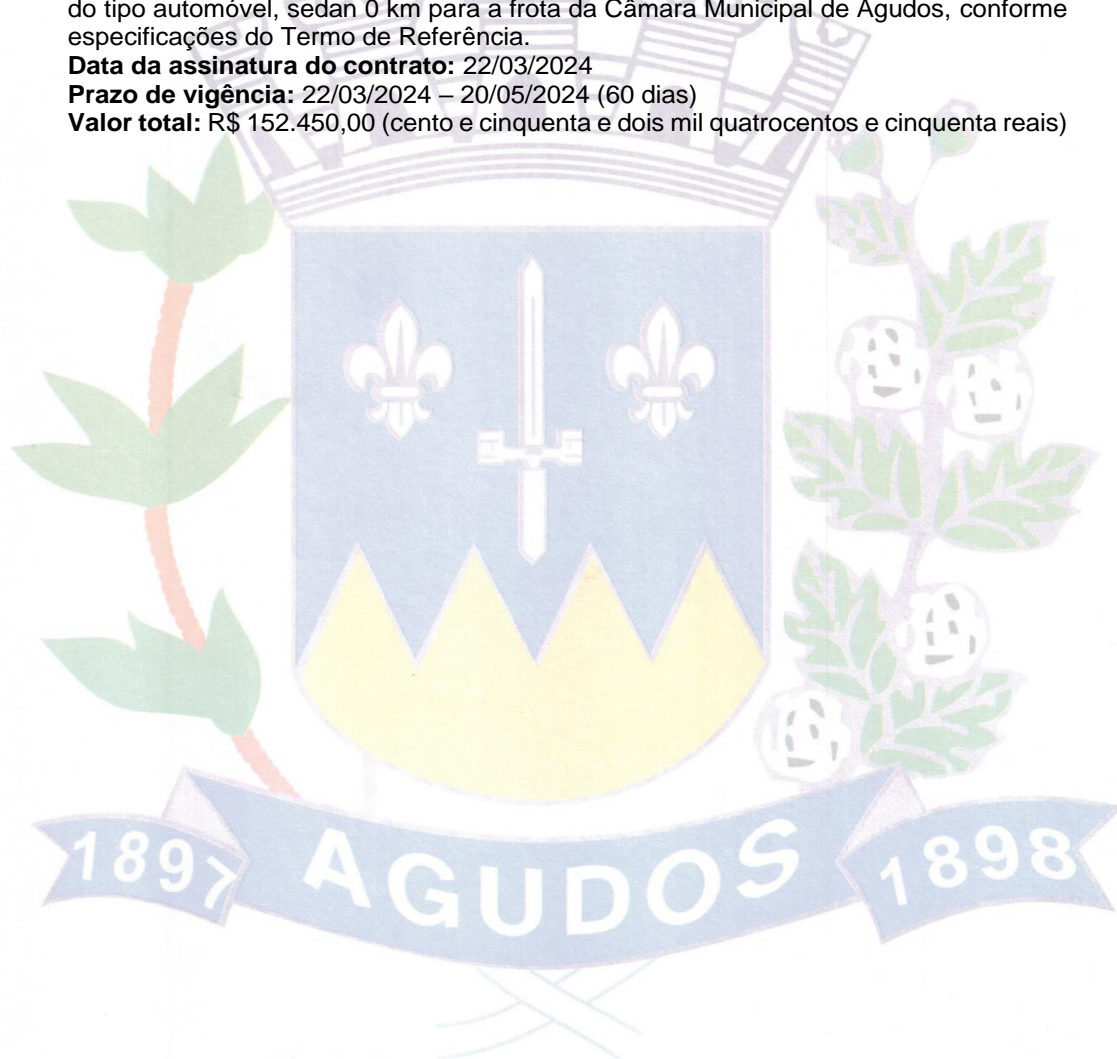 do tipo automóvel, sedan 0 km para a frota da Câmara Municipal de Agudos, conforme
especificações do Termo de Referência.
Data da assinatura do contrato: 22/03/2024
Prazo de vigência: 22/03/2024 – 20/05/2024 (60 dias)
Valor total: R$ 152.450,00 (cento e cinquenta e dois mil quatrocentos e cinquenta reais)
1897 AGUDOS 1898